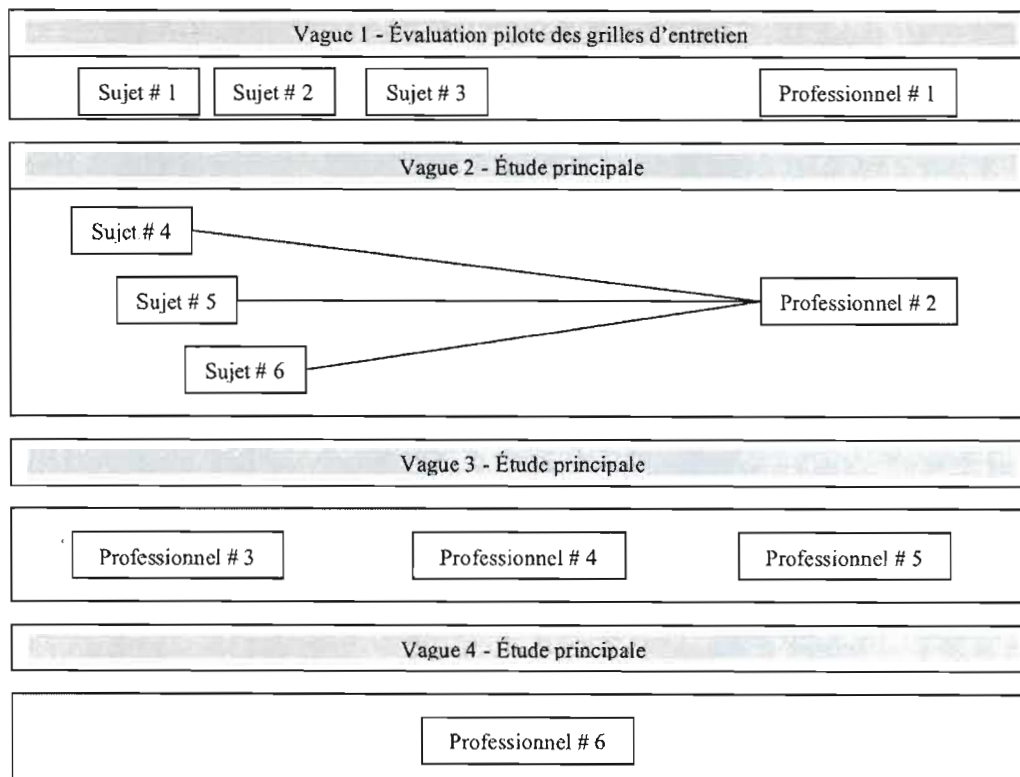 Vague 1 - Évaluation pilote des grilles d'entretien
Sujet # 1 Sujet # 2 Sujet # 3 Professionnel # 1
Vague 2 - Étude principale
Sujet # 4
Sujet # 5 Professionnel # 2
Sujet # 6
Vague 3 - Étude principale
Professionnel # 3 Professionnel # 4 Professionnel # 5
Vague 4 - Étude principale
Professionnel # 6